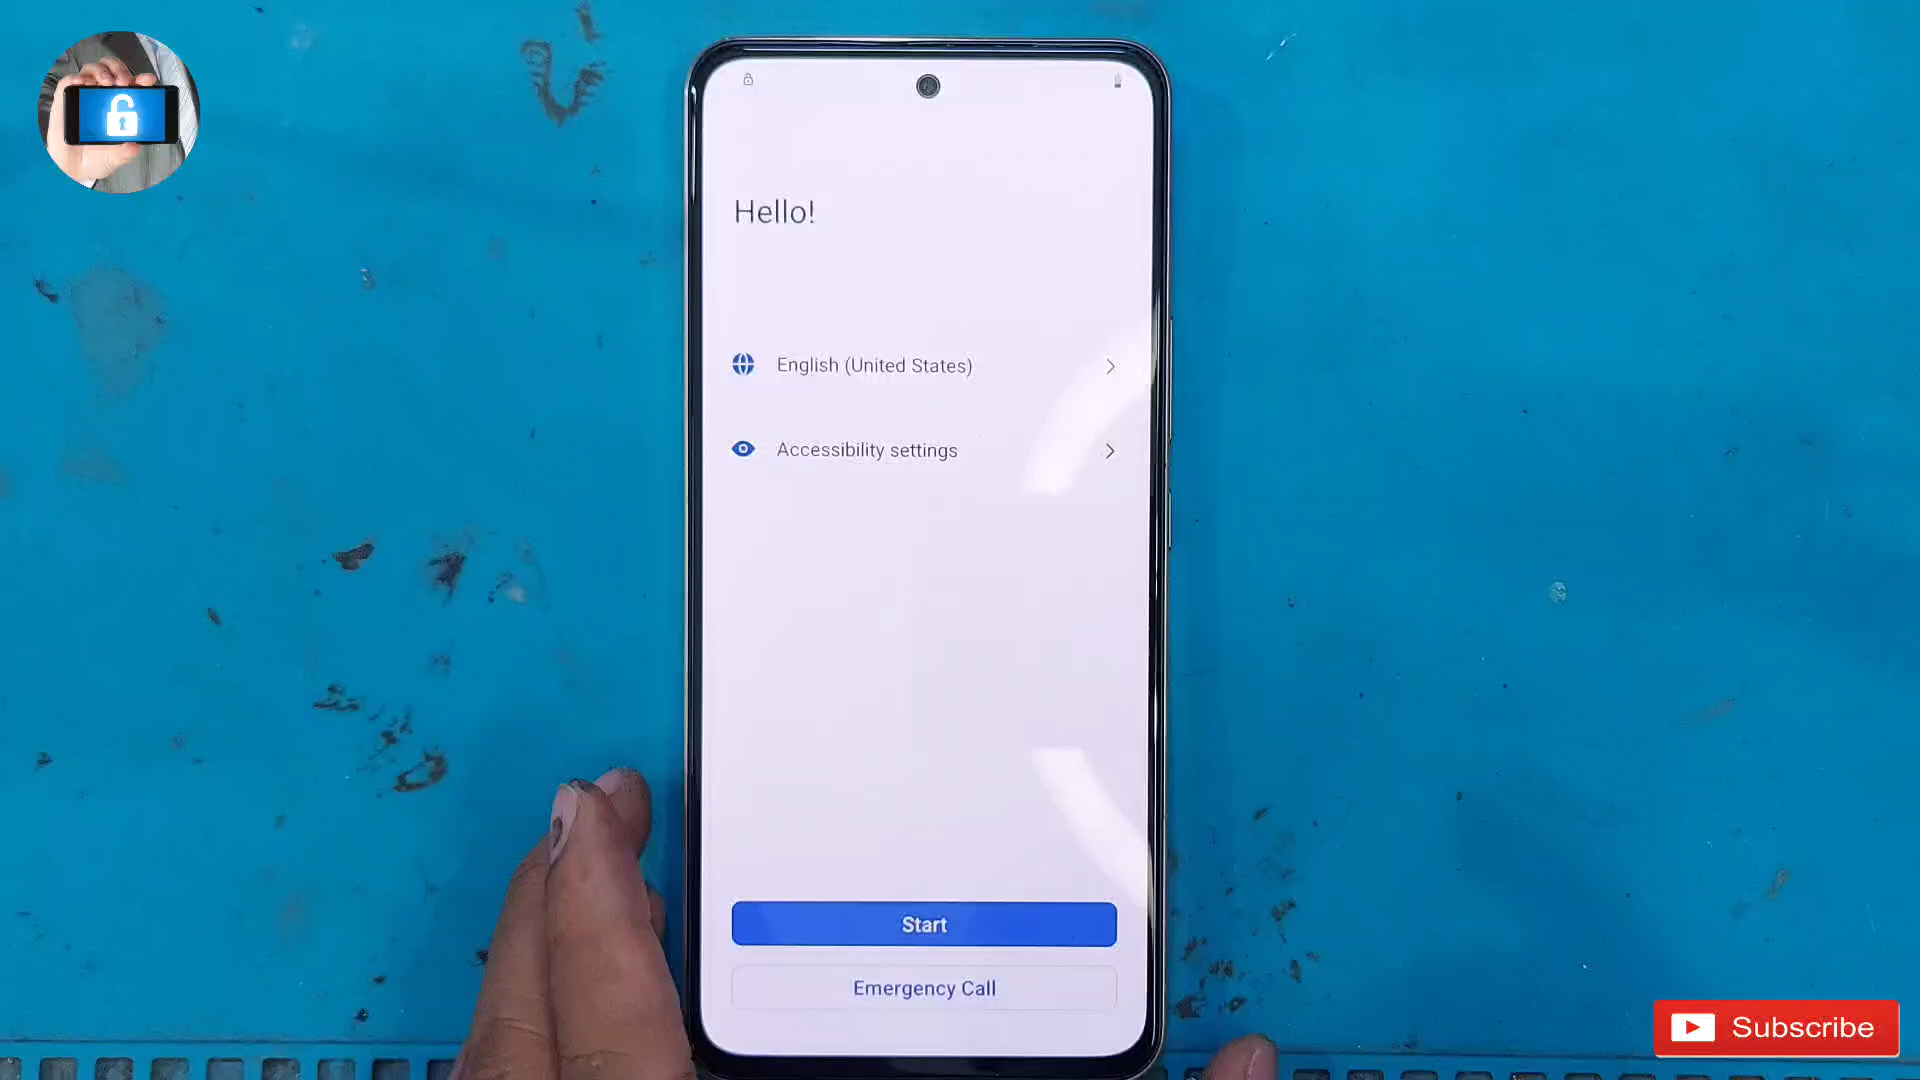 Hello!
English (United States)
Accessibility settings
Start
Emergency Call
Subscribe